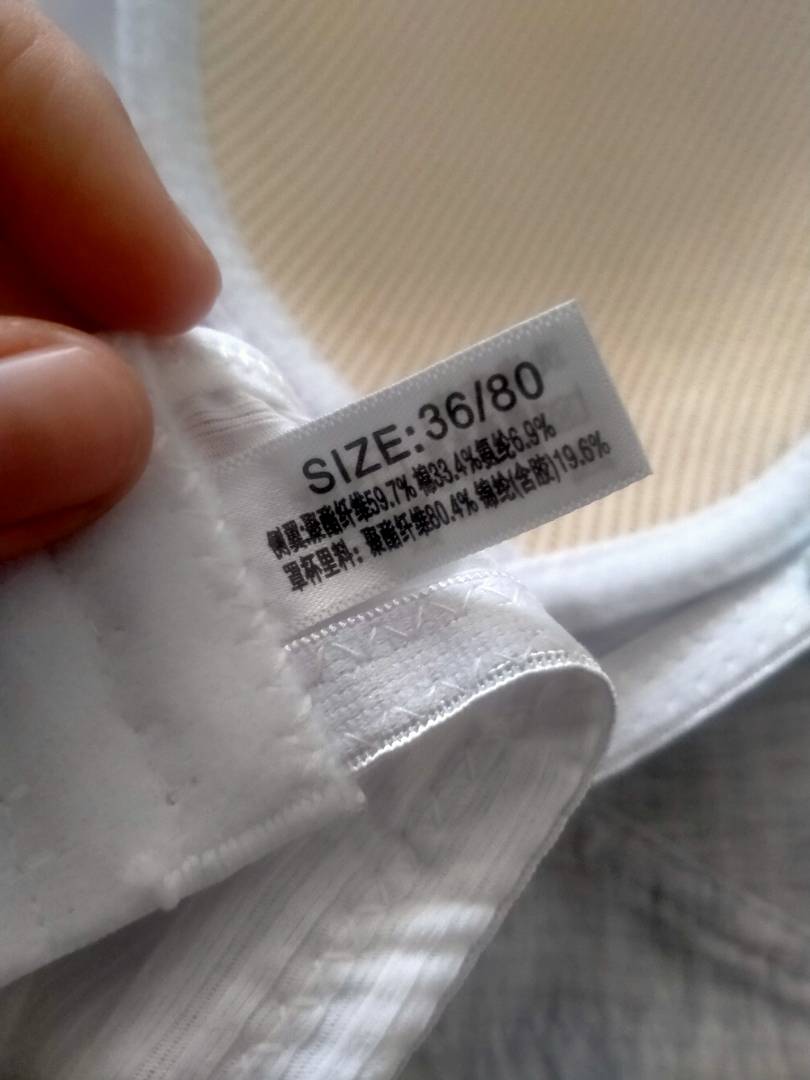 SIZE:36/80
侧翼:聚酯纤维59.7% 棉33.4%氨纶6.9%
罩杯里料: 聚酯纤维80.4% 锦纶(含胶)19.6%